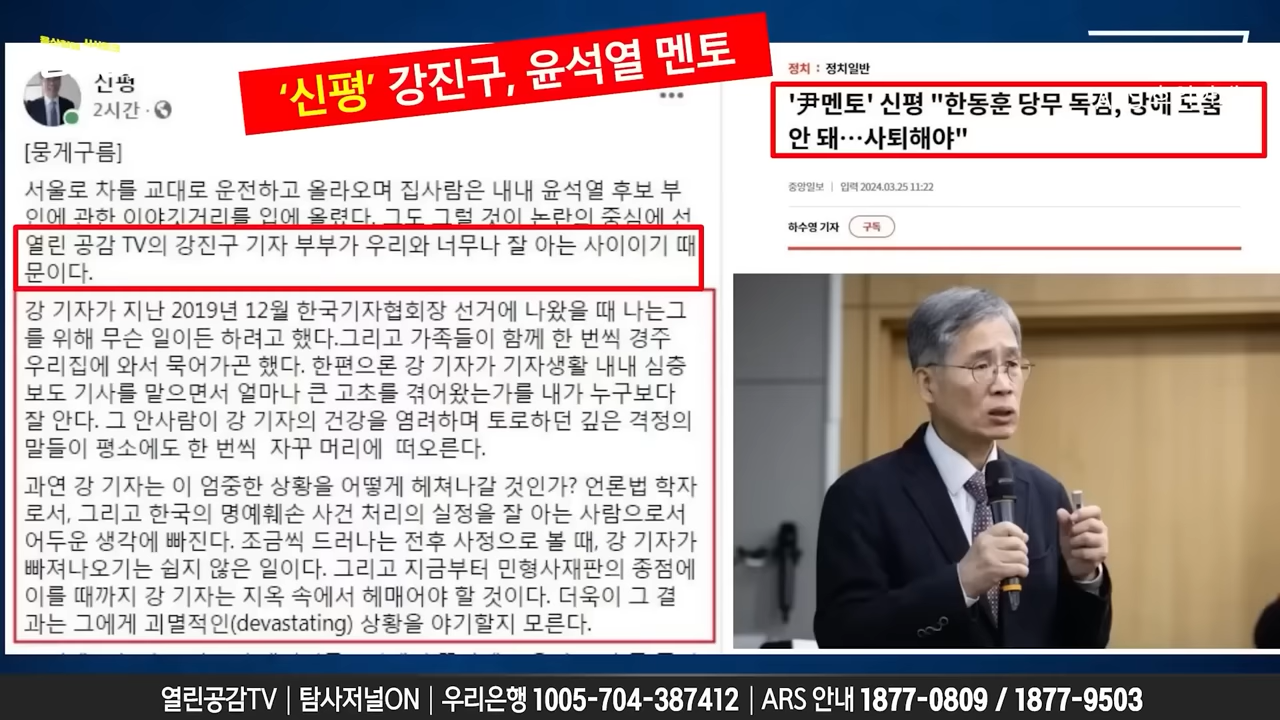 '신평' 강진구, 윤석열 멘토
신평
2시간
[뭉게구름]
서울로 차를 교대로 운전하고 올라오며 집사람은 내내 윤석열 후보 부
인에 관한 이야깃거리를 입에 올렸다. 그도 그럴 것이 논란의 중심에 선
열린 공감 TV의 강진구 기자 부부가 우리와 너무나 잘 아는 사이이기 때
문이다.
강 기자가 지난 2019년 12월 한국기자협회장 선거에 나왔을 때 나는그
를 위해 무슨 일이든 하려고 했다.그리고 가족들이 함께 한 번씩 경주
우리집에 와서 묵어가곤 했다. 한편으론 강 기자가 기자생활 내내 심층
보도 기사를 맡으면서 얼마나 큰 고초를 겪어왔는가를 내가 누구보다
잘 안다. 그 안사람이 강 기자의 건강을 염려하며 토로하던 깊은 걱정의
말들이 평소에도 한 번씩 자꾸 머리에 떠오른다.
과연 강 기자는 이 엄중한 상황을 어떻게 헤쳐나갈 것인가? 언론법 학자
로서, 그리고 한국의 명예훼손 사건 처리의 실정을 잘 아는 사람으로서
어두운 생각에 빠진다. 조금씩 드러나는 전후 사정으로 볼 때, 강 기자가
빠져나오기는 쉽지 않은 일이다. 그리고 지금부터 민형사재판의 종점에
이를 때까지 강 기자는 지옥 속에서 헤매어야 할 것이다. 더욱이 그 결
과는 그에게 괴멸적인(devastating) 상황을 야기할지 모른다.
정치 : 정치일반
'尹멘토' 신평 "한동훈 당무 독점, 당에 도움
안 돼…사퇴해야"
중앙일보 | 입력 2024.03.25 11:22
하수영 기자 구독
열린공감TV | 탐사저널ON | 우리은행 1005-704-387412 | ARS 안내 1877-0809 / 1877-9503